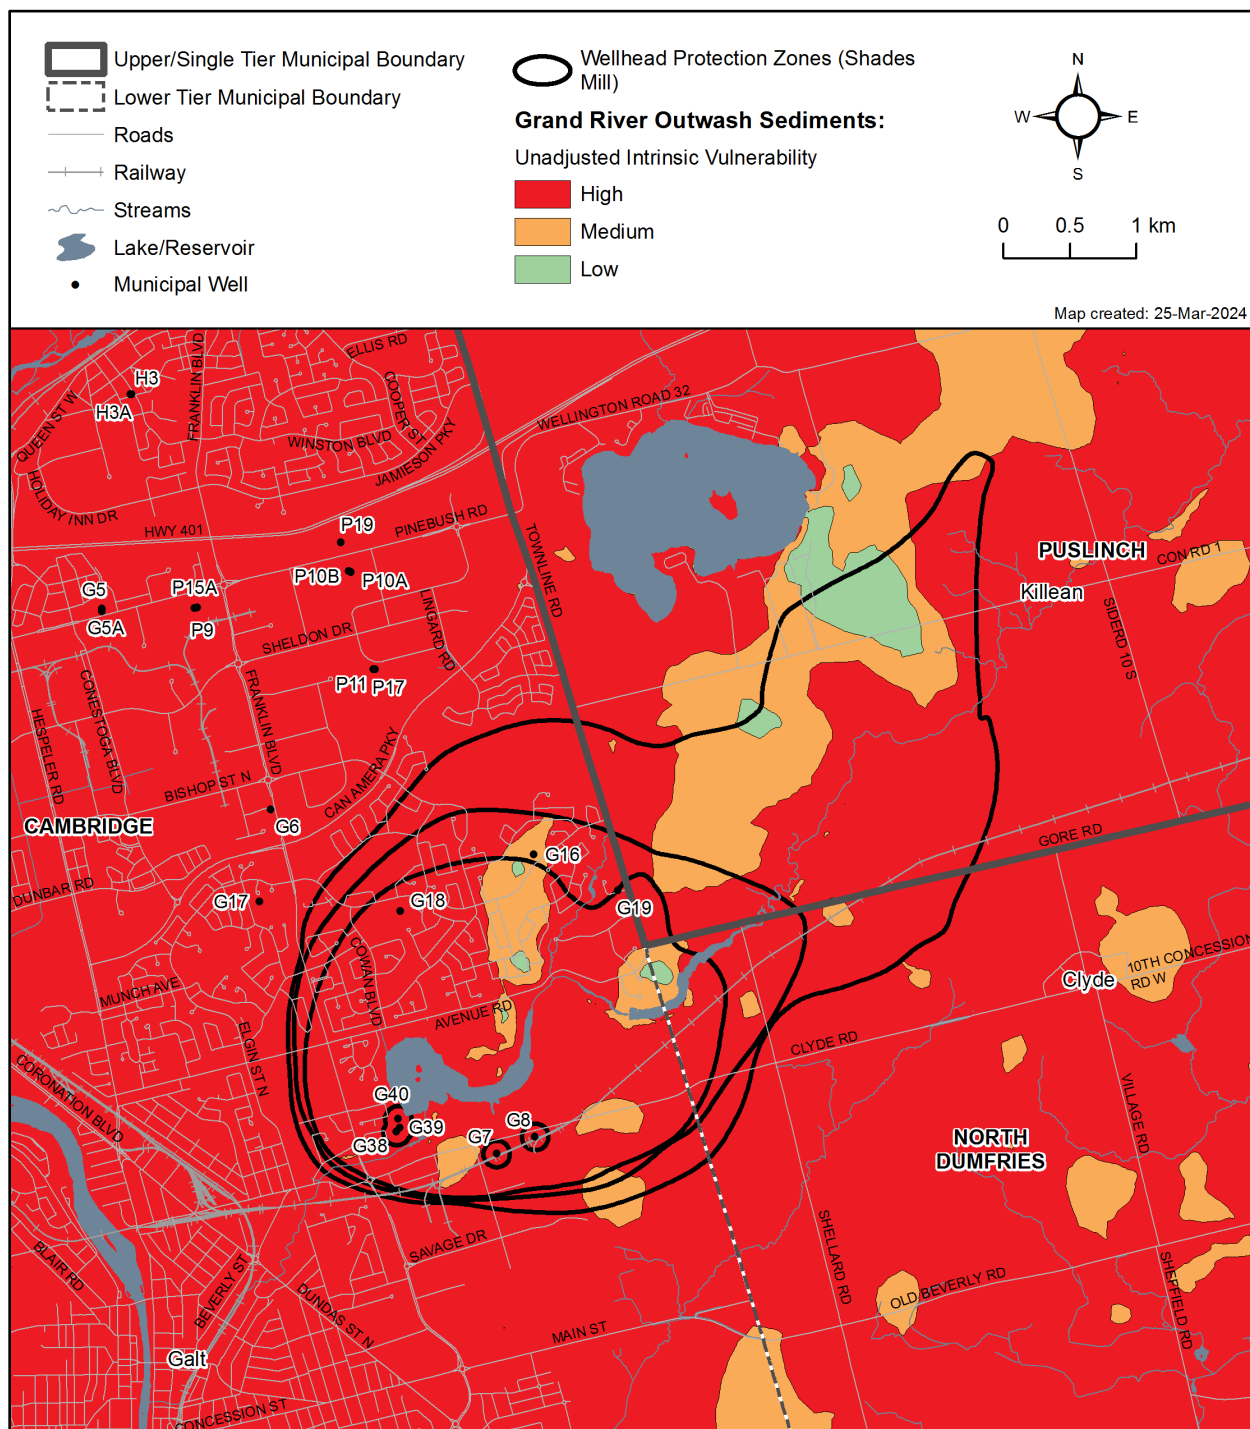 Upper/Single Tier Municipal Boundary
Lower Tier Municipal Boundary
Roads
Railway
Streams
Lake/Reservoir
Municipal Well
Wellhead Protection Zones (Shades
Mill)
Grand River Outwash Sediments:
Unadjusted Intrinsic Vulnerability
High
Medium
Low
N
W
E
S
0 0.5 1 km
Map created: 25-Mar-2024
ELLIS RD
FRANKLIN BLVD
H3
H3A
COOPER ST
QUEEN ST W
WINSTON BLVD
JAMIESON PKY
WELLINGTON ROAD 32
HOLIDAY INN DR
HWY 401
P19
PINEBUSH RD
TOWNLINE RD
PUSLINCH
CON RD 1
P10B
P10A
G5
P15A
Killean
G5A
P9
SHELDON DR
LINGARD RD
SIDERD 10 S
P11
P17
CONESTOGA BLVD
FRANKLIN BLVD
HESPELER RD
BISHOP ST N
CAN AMERA PKY
CAMBRIDGE
G6
GORE RD
G16
DUNBAR RD
G17
G18
G19
COWAN BLVD
10TH CONCESSION
RD W
Clyde
MUNCH AVE
AVENUE RD
ELGIN ST N
CLYDE RD
CORONATION BLVD
G40
G39
G38
G7
G8
VILLAGE RD
NORTH
DUMFRIES
SAVAGE DR
BLAIR RD
BEVERLY ST
DUNDAS ST N
SHELLARD RD
OLD BEVERLY RD
SHEFFIELD RD
MAIN ST
Galt
CONCESSION ST